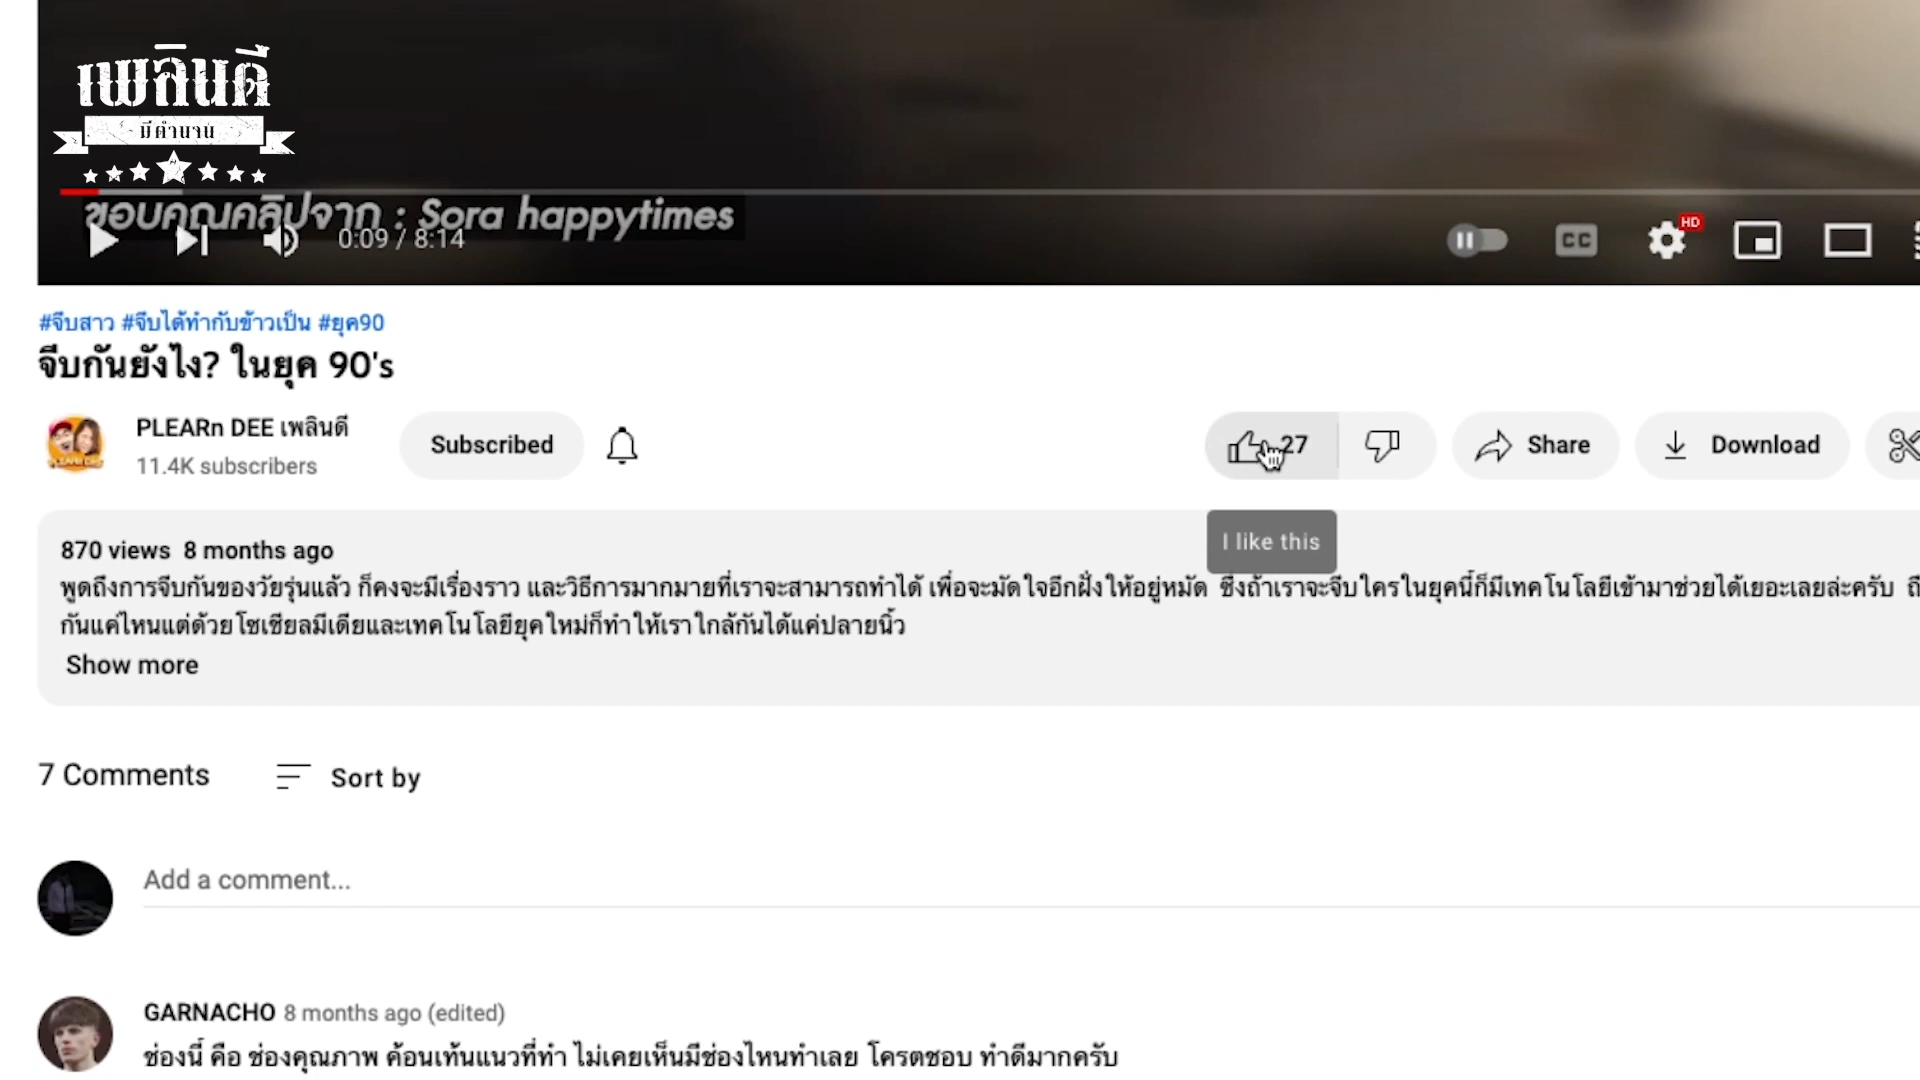 เพลินดี
มีตำนาน
ขอบคุณคลิปจาก : Sora happytimes
0:09 / 8:14
CC
HD
#จีบสาว #จีบได้ทำกับข้าวเป็น #ยุค90
จีบกันยังไง? ในยุค 90's
PLEARn DEE เพลินดี
11.4K subscribers
Subscribed
27
Share
Download
I like this
870 views 8 months ago
พูดถึงการจีบกันของวัยรุ่นแล้ว ก็คงจะมีเรื่องราว และวิธีการมากมายที่เราจะสามารถทำได้ เพื่อจะมัดใจอีกฝั่งให้อยู่หมัด ซึ่งถ้าเราจะจีบใครในยุคนี้ก็มีเทคโนโลยีเข้ามาช่วยได้เยอะเลยล่ะครับ
กันแค่ไหนแต่ด้วยโซเชียลมีเดียและเทคโนโลยียุคใหม่ก็ทำให้เราใกล้กันได้แค่ปลายนิ้ว
Show more
7 Comments
Sort by
Add a comment...
GARNACHO 8 months ago (edited)
ช่องนี้ คือ ช่องคุณภาพ ค้อนเท้นแนวที่ทำ ไม่เคยเห็นมีช่องไหนทำเลย โครตชอบ ทำดีมากครับ